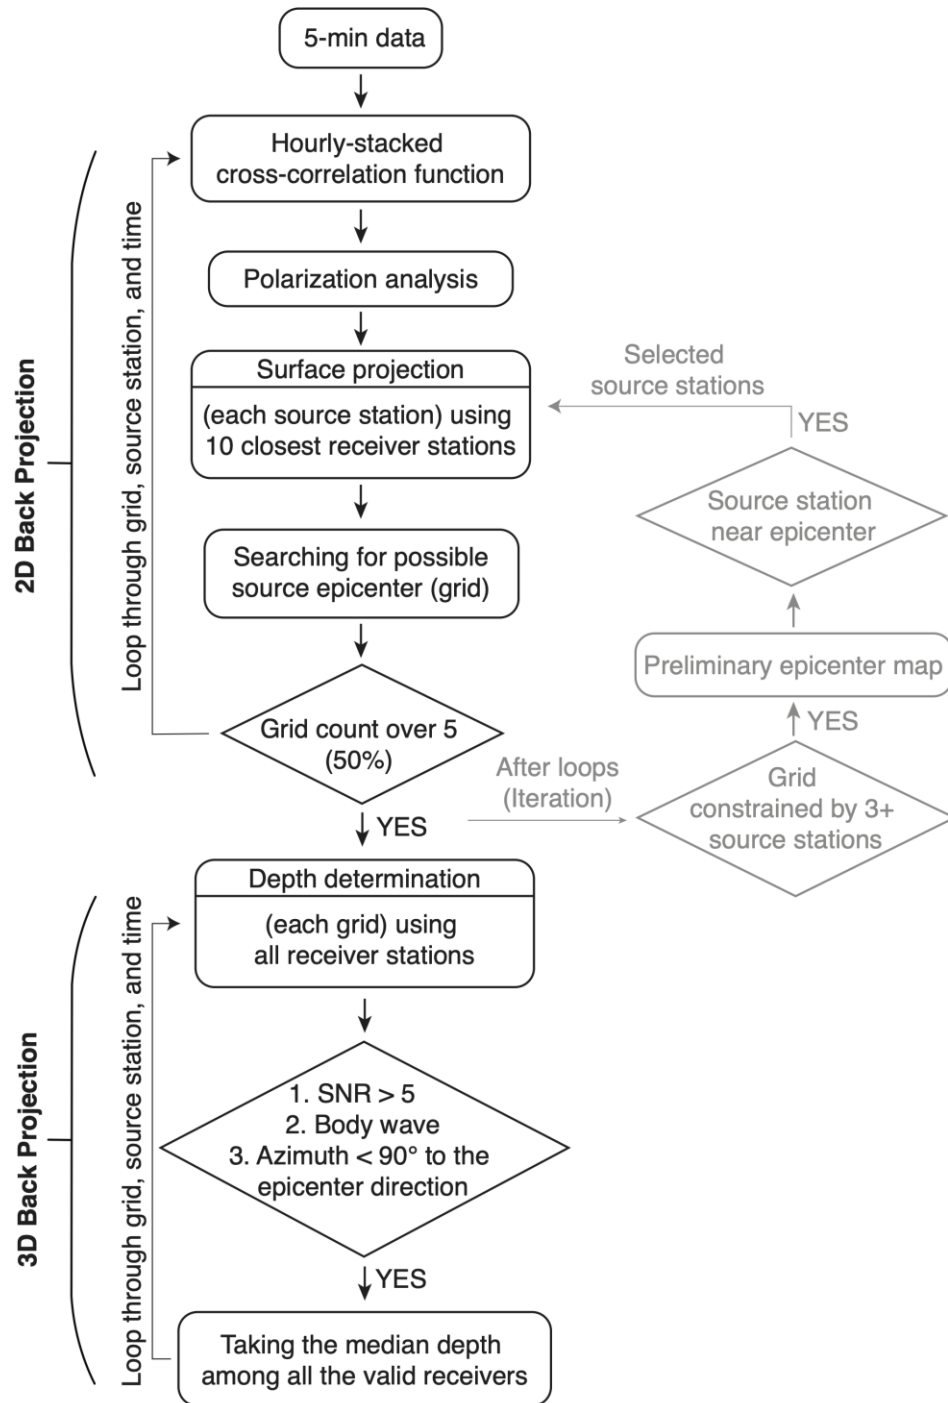 5-min data
Hourly-stacked
cross-correlation function
Polarization analysis
Surface projection
(each source station) using
10 closest receiver stations
Searching for possible
source epicenter (grid)
Grid count over 5
(50%)
YES
Loop through grid, source station, and time
2D Back Projection
After loops
(Iteration)
Grid
constrained by 3+
source stations
YES
Preliminary epicenter map
Source station
near epicenter
YES
Selected
source stations
Depth determination
(each grid) using
all receiver stations
1. SNR > 5
2. Body wave
3. Azimuth < 90° to the
epicenter direction
YES
Taking the median depth
among all the valid receivers
Loop through grid, source station, and time
3D Back Projection